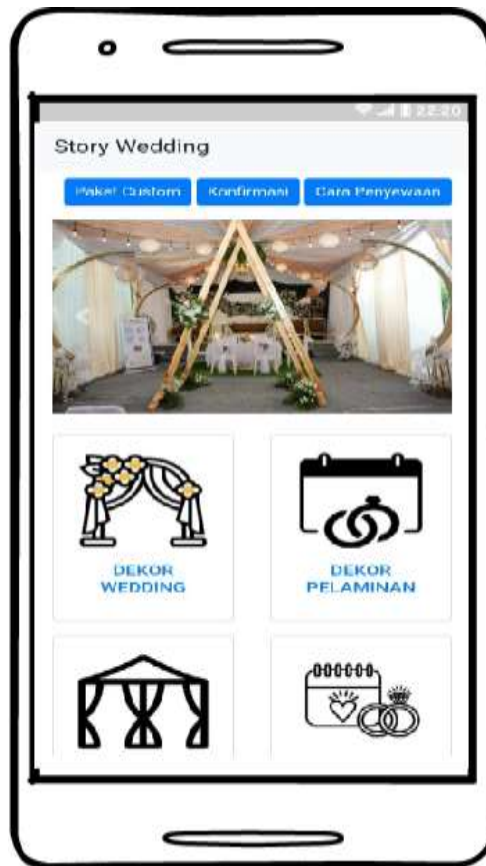 22:20
Story Wedding
Paket Custom Konfirmasi Cara Penyewaan
DEKOR
WEDDING
DEKOR
PELAMINAN